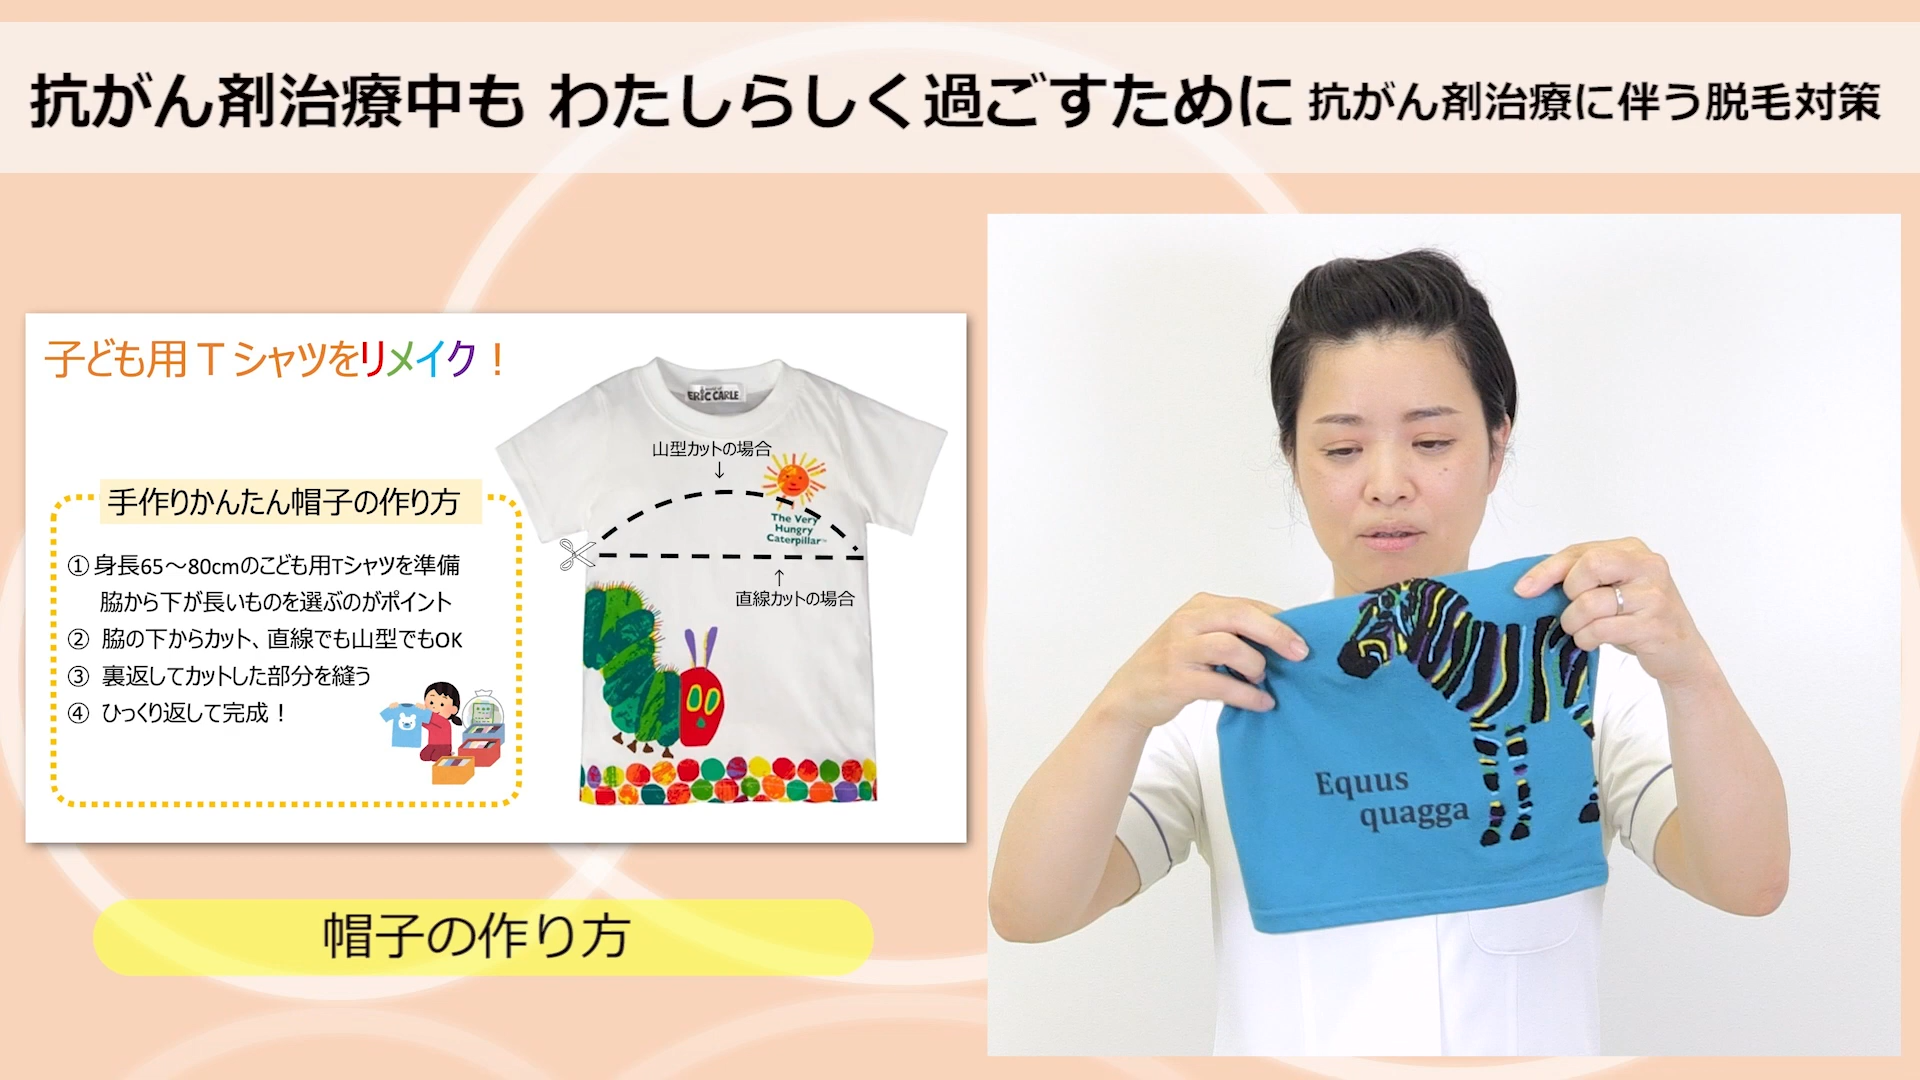 抗がん剤治療中も わたしらしく過ごすために 抗がん剤治療に伴う脱毛対策
子ども用Tシャツをリメイク！
手作りかんたん帽子の作り方
① 身長65～80cmのこども用Tシャツを準備
脇から下が長いものを選ぶのがポイント
② 脇の下からカット、直線でも山型でもOK
③ 裏返してカットした部分を縫う
④ ひっくり返して完成！
ERIC CARLE
山型カットの場合
↓
The Very
Hungry
Caterpillar
↑
直線カットの場合
帽子の作り方
Equus
quagga